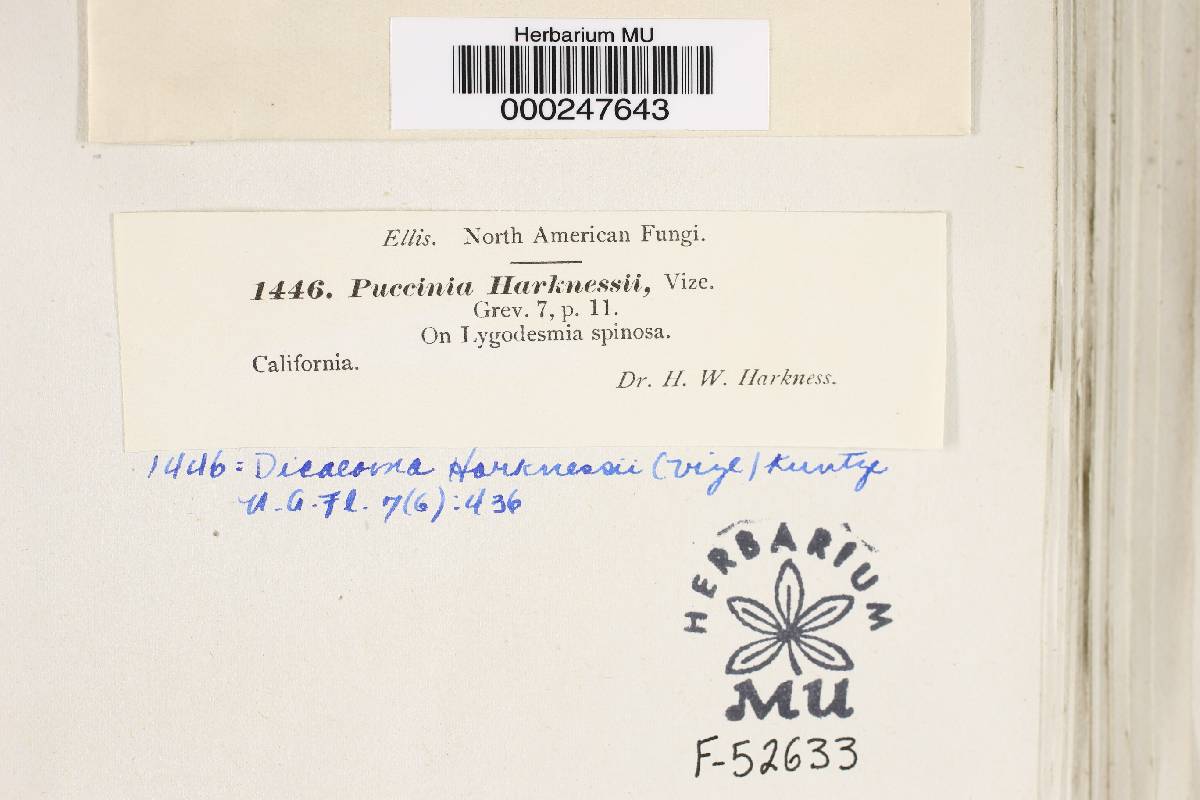 Herbarium MU
000247643
Ellis. North American Fungi.
1446. Puccinia Harknessii, Vize.
Grev. 7, p. 11.
On Lygodesmia spinosa.
California.
Dr. H. W. Harkness.
1446 = Dicaeoma Harknessii (Vize) Kuntze
N. A. Fl. 7(6):436
HERBARIUM
MU
F-52633